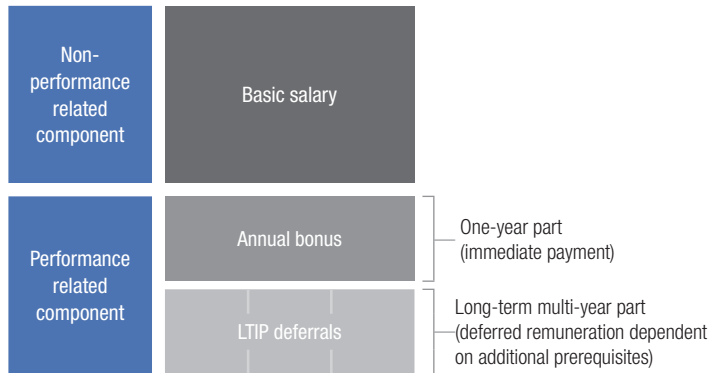 Non-
performance
related
component
Basic salary
Performance
related
component
Annual bonus
One-year part
(immediate payment)
LTIP deferrals
Long-term multi-year part
(deferred remuneration dependent
on additional prerequisites)